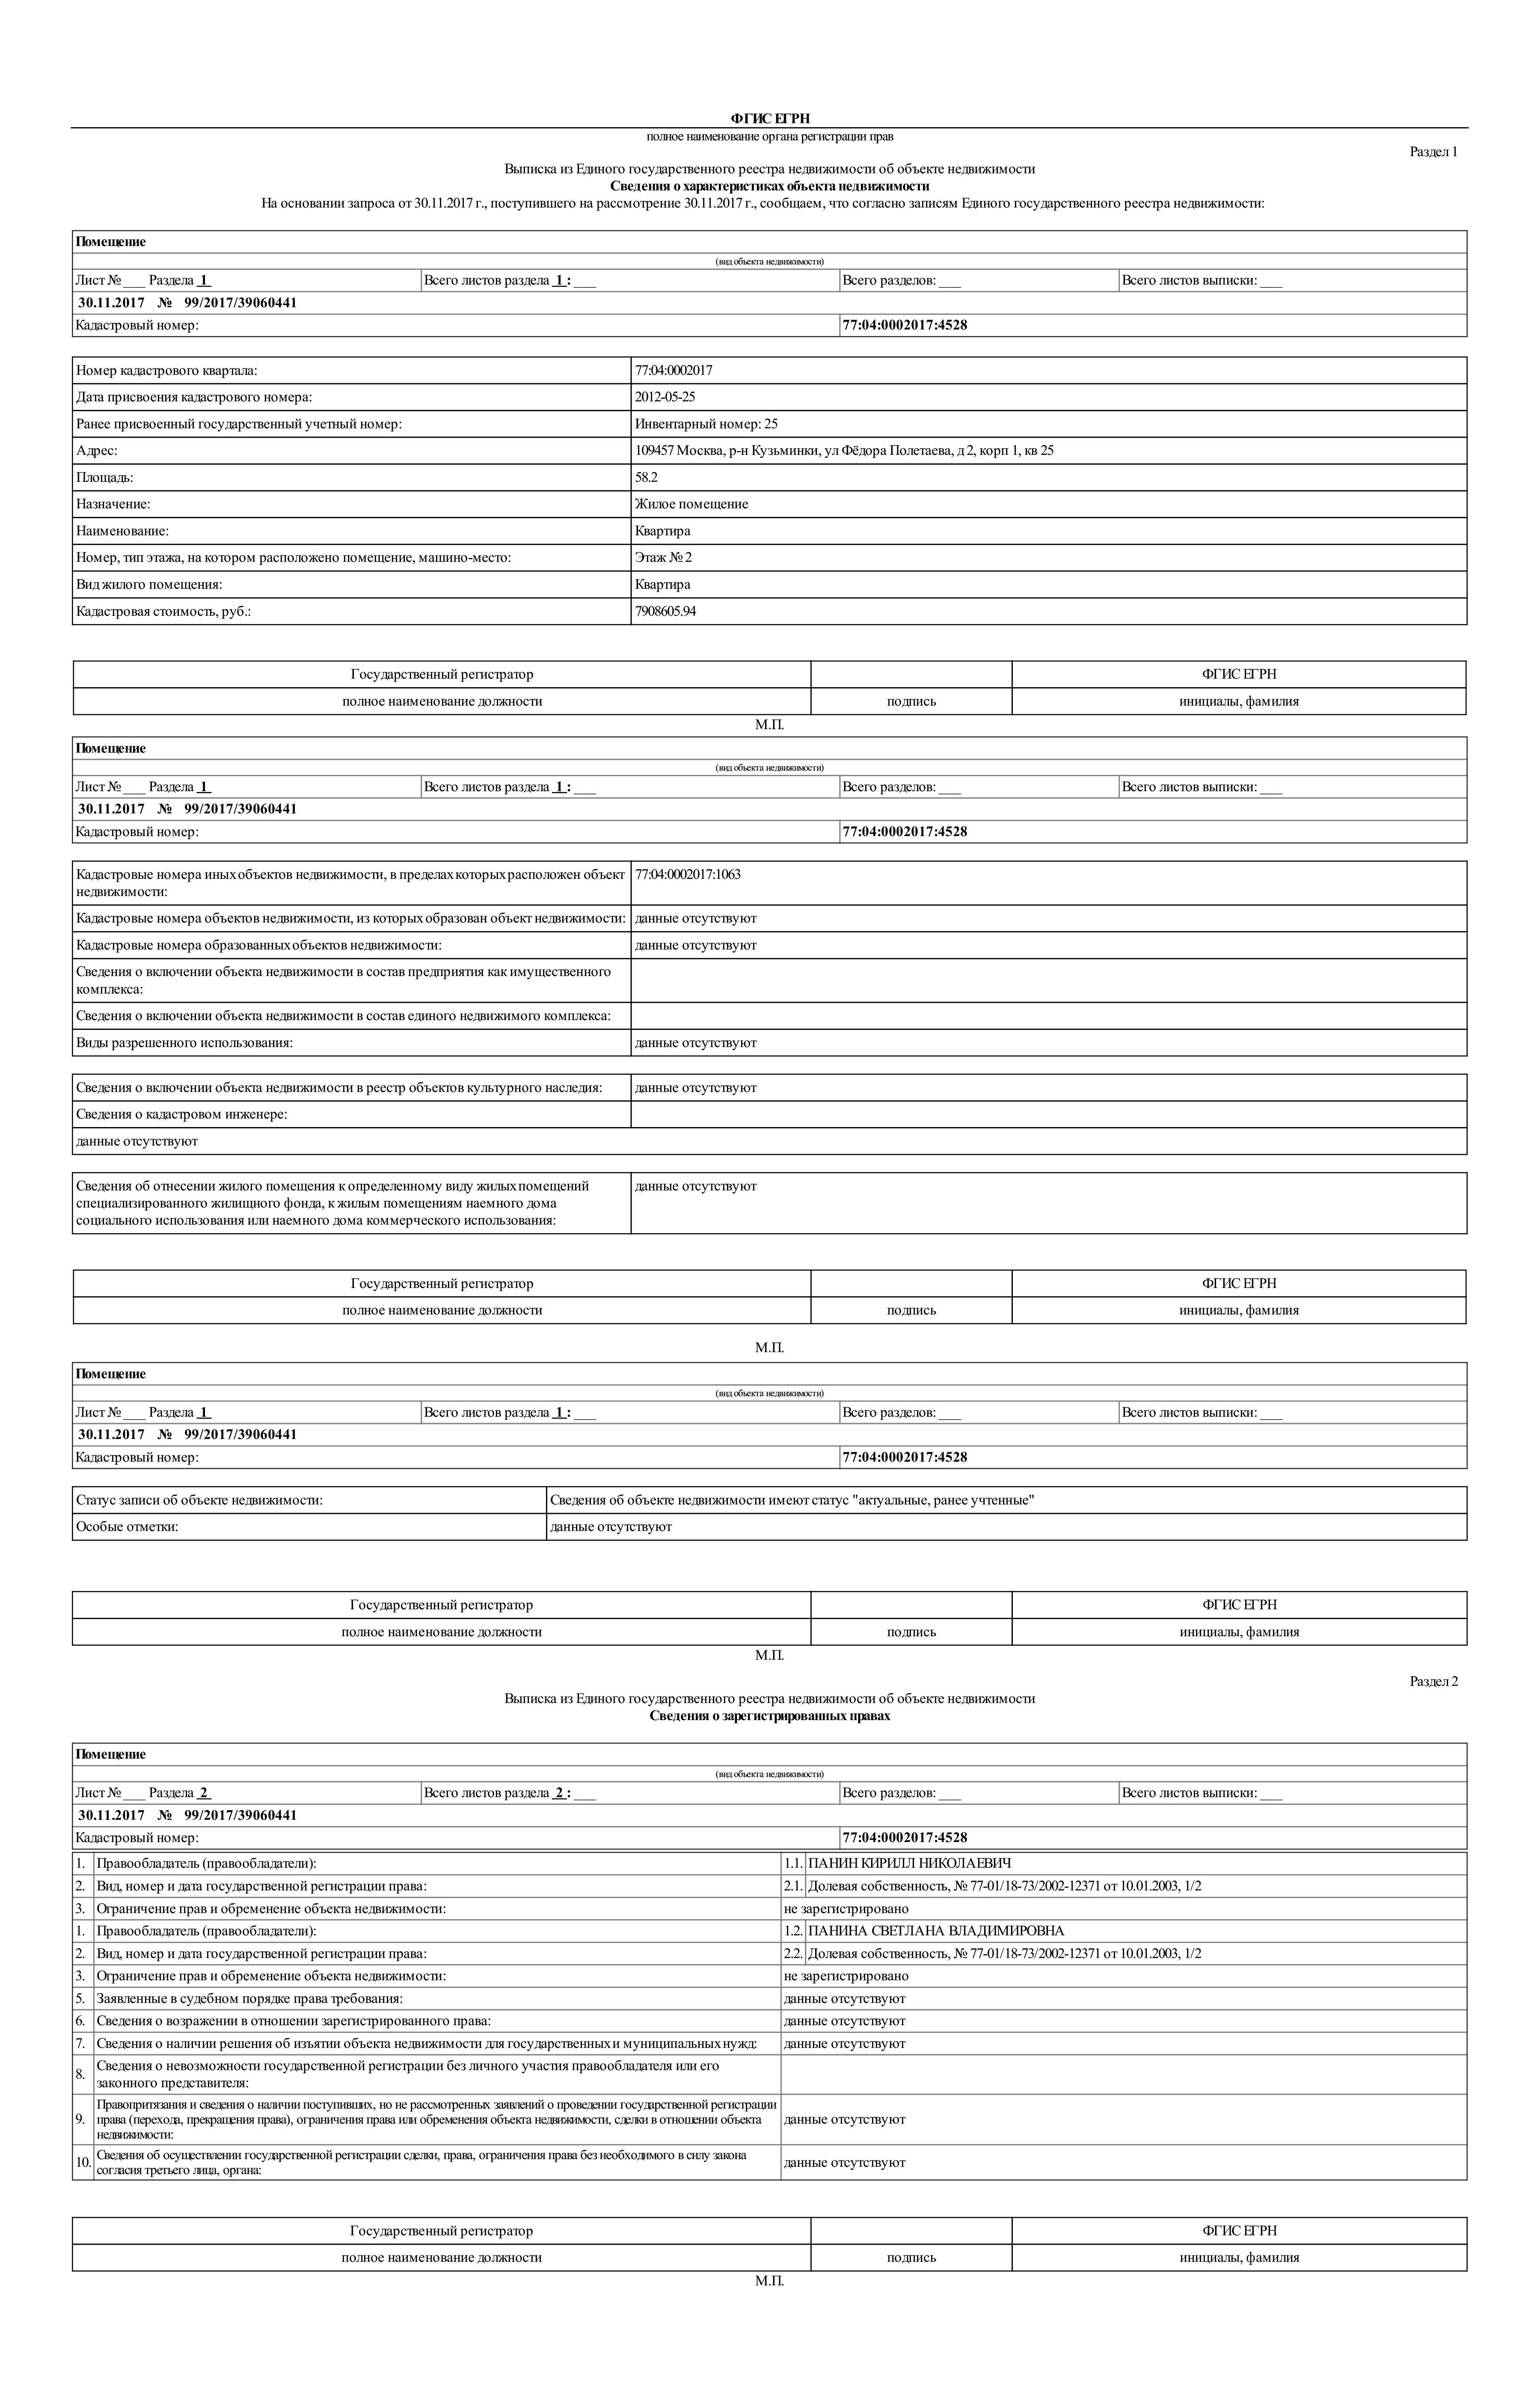 ФГИС ЕГРН
полное наименование органа регистрации прав
Раздел 1
Выписка из Единого государственного реестра недвижимости об объекте недвижимости
Сведения о характеристиках объекта недвижимости
На основании запроса от 30.11.2017 г., поступившего на рассмотрение 30.11.2017 г., сообщаем, что согласно записям Единого государственного реестра недвижимости:
Помещение
(вид объекта недвижимости)
Лист № ___ Раздела 1 Всего листов раздела 1 : ___ Всего разделов: ___ Всего листов выписки: ___
30.11.2017 № 99/2017/39060441
Кадастровый номер: 77:04:0002017:4528
Номер кадастрового квартала: 77:04:0002017
Дата присвоения кадастрового номера: 2012-05-25
Ранее присвоенный государственный учетный номер: Инвентарный номер: 25
Адрес: 109457 Москва, р-н Кузьминки, ул Фёдора Полетаева, д 2, корп 1, кв 25
Площадь: 58.2
Назначение: Жилое помещение
Наименование: Квартира
Номер, тип этажа, на котором расположено помещение, машино-место: Этаж № 2
Вид жилого помещения: Квартира
Кадастровая стоимость, руб.: 7908605.94
Государственный регистратор ФГИС ЕГРН
полное наименование должности подпись инициалы, фамилия
М.П.
Помещение
(вид объекта недвижимости)
Лист № ___ Раздела 1 Всего листов раздела 1 : ___ Всего разделов: ___ Всего листов выписки: ___
30.11.2017 № 99/2017/39060441
Кадастровый номер: 77:04:0002017:4528
Кадастровые номера иных объектов недвижимости, в пределах которых расположен объект 77:04:0002017:1063
недвижимости:
Кадастровые номера объектов недвижимости, из которых образован объект недвижимости: данные отсутствуют
Кадастровые номера образованных объектов недвижимости: данные отсутствуют
Сведения о включении объекта недвижимости в состав предприятия как имущественного
комплекса:
Сведения о включении объекта недвижимости в состав единого недвижимого комплекса:
Виды разрешенного использования: данные отсутствуют
Сведения о включении объекта недвижимости в реестр объектов культурного наследия: данные отсутствуют
Сведения о кадастровом инженере:
данные отсутствуют
Сведения об отнесении жилого помещения к определенному виду жилых помещений данные отсутствуют
специализированного жилищного фонда, к жилым помещениям наемного дома
социального использования или наемного дома коммерческого использования:
Государственный регистратор ФГИС ЕГРН
полное наименование должности подпись инициалы, фамилия
М.П.
Помещение
(вид объекта недвижимости)
Лист № ___ Раздела 1 Всего листов раздела 1 : ___ Всего разделов: ___ Всего листов выписки: ___
30.11.2017 № 99/2017/39060441
Кадастровый номер: 77:04:0002017:4528
Статус записи об объекте недвижимости: Сведения об объекте недвижимости имеют статус "актуальные, ранее учтенные"
Особые отметки: данные отсутствуют
Государственный регистратор ФГИС ЕГРН
полное наименование должности подпись инициалы, фамилия
М.П.
Раздел 2
Выписка из Единого государственного реестра недвижимости об объекте недвижимости
Сведения о зарегистрированных правах
Помещение
(вид объекта недвижимости)
Лист № ___ Раздела 2 Всего листов раздела 2 : ___ Всего разделов: ___ Всего листов выписки: ___
30.11.2017 № 99/2017/39060441
Кадастровый номер: 77:04:0002017:4528
1. Правообладатель (правообладатели): 1.1. ПАНИН КИРИЛЛ НИКОЛАЕВИЧ
2. Вид, номер и дата государственной регистрации права: 2.1. Долевая собственность, № 77-01/18-73/2002-12371 от 10.01.2003, 1/2
3. Ограничение прав и обременение объекта недвижимости: не зарегистрировано
1. Правообладатель (правообладатели): 1.2. ПАНИНА СВЕТЛАНА ВЛАДИМИРОВНА
2. Вид, номер и дата государственной регистрации права: 2.2. Долевая собственность, № 77-01/18-73/2002-12371 от 10.01.2003, 1/2
3. Ограничение прав и обременение объекта недвижимости: не зарегистрировано
5. Заявленные в судебном порядке права требования: данные отсутствуют
6. Сведения о возражении в отношении зарегистрированного права: данные отсутствуют
7. Сведения о наличии решения об изъятии объекта недвижимости для государственных и муниципальных нужд: данные отсутствуют
8. Сведения о невозможности государственной регистрации без личного участия правообладателя или его
законного представителя:
Правопритязания и сведения о наличии поступивших, но не рассмотренных заявлений о проведении государственной регистрации
9. права (перехода, прекращения права), ограничения права или обременения объекта недвижимости, сделки в отношении объекта данные отсутствуют
недвижимости:
10. Сведения об осуществлении государственной регистрации сделки, права, ограничения права без необходимого в силу закона данные отсутствуют
согласия третьего лица, органа:
Государственный регистратор ФГИС ЕГРН
полное наименование должности подпись инициалы, фамилия
М.П.